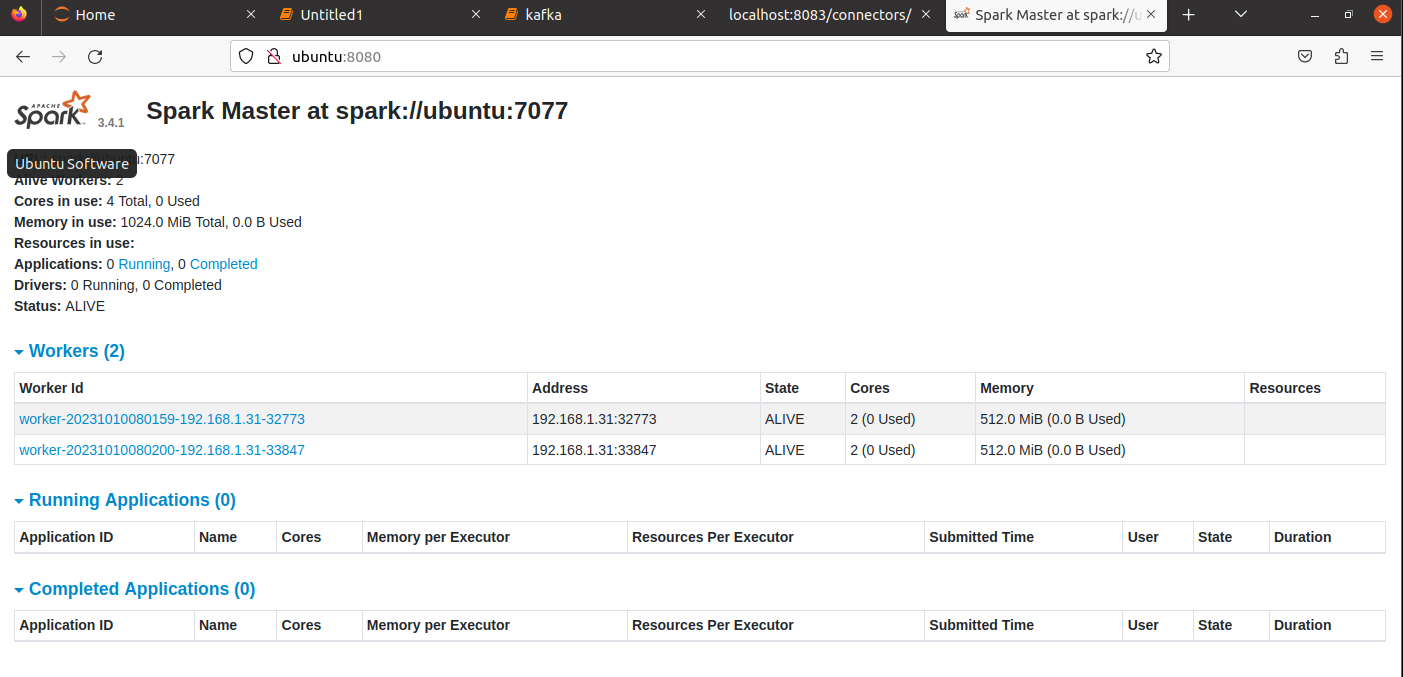 Home
Untitled1
kafka
localhost:8083/connectors/
Spark Master at spark://u
ubuntu:8080
APACHE
Spark
3.4.1
Spark Master at spark://ubuntu:7077
:7077
Ubuntu Software
Alive Workers: 2
Cores in use: 4 Total, 0 Used
Memory in use: 1024.0 MiB Total, 0.0 B Used
Resources in use:
Applications: 0 Running, 0 Completed
Drivers: 0 Running, 0 Completed
Status: ALIVE
Workers (2)
Worker Id Address State Cores Memory Resources
worker-20231010080159-192.168.1.31-32773 192.168.1.31:32773 ALIVE 2 (0 Used) 512.0 MiB (0.0 B Used)
worker-20231010080200-192.168.1.31-33847 192.168.1.31:33847 ALIVE 2 (0 Used) 512.0 MiB (0.0 B Used)
Running Applications (0)
Application ID Name Cores Memory per Executor Resources Per Executor Submitted Time User State Duration
Completed Applications (0)
Application ID Name Cores Memory per Executor Resources Per Executor Submitted Time User State Duration